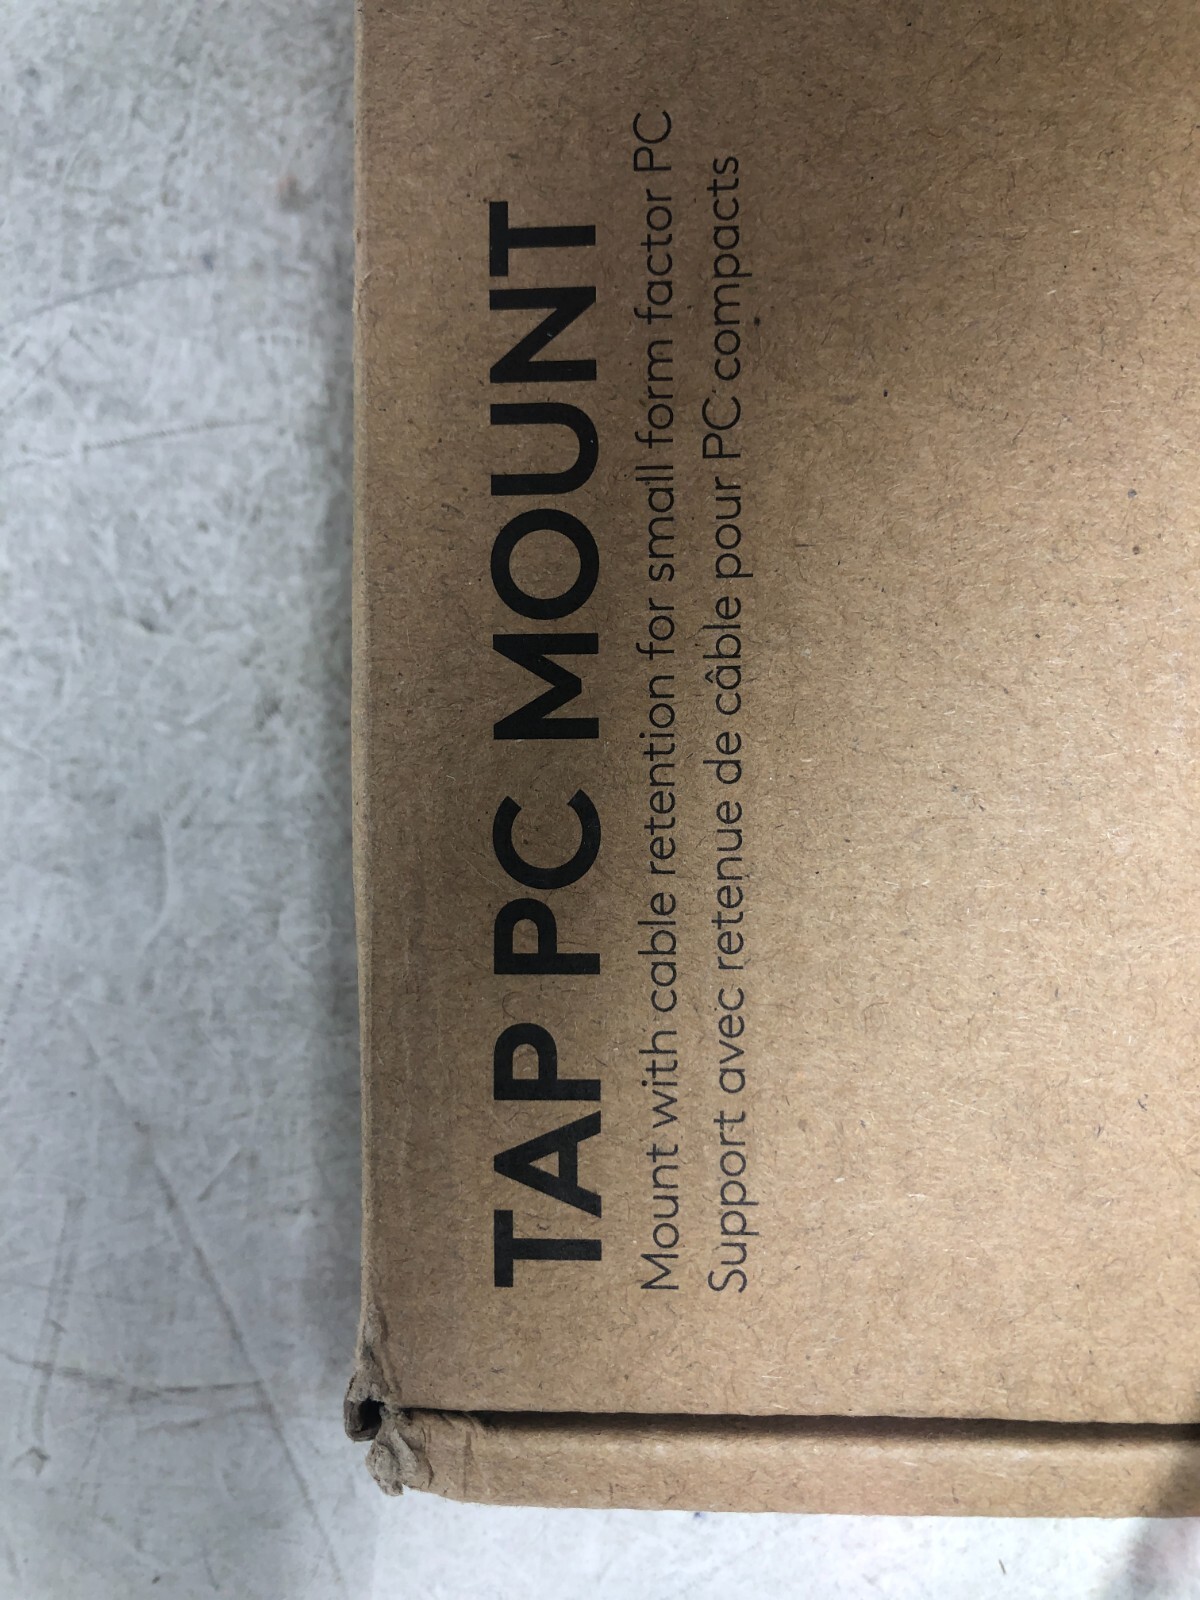 TAP PC MOUNT
Mount with cable retention for small form factor PC
Support avec retenue de câble pour PC compacts